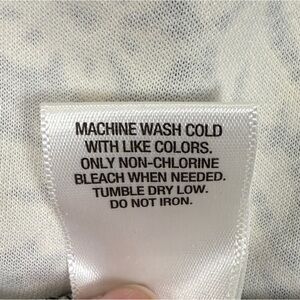 MACHINE WASH COLD
WITH LIKE COLORS.
ONLY NON-CHLORINE
BLEACH WHEN NEEDED.
TUMBLE DRY LOW.
DO NOT IRON.